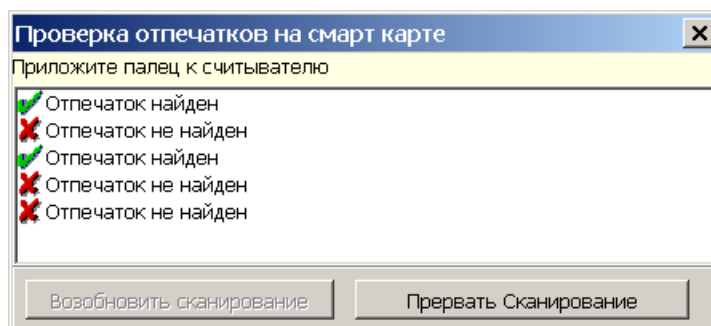 Проверка отпечатков на смарт карте
Приложите палец к считывателю
Отпечаток найден
Отпечаток не найден
Отпечаток найден
Отпечаток не найден
Отпечаток не найден
Возобновить сканирование
Прервать Сканирование